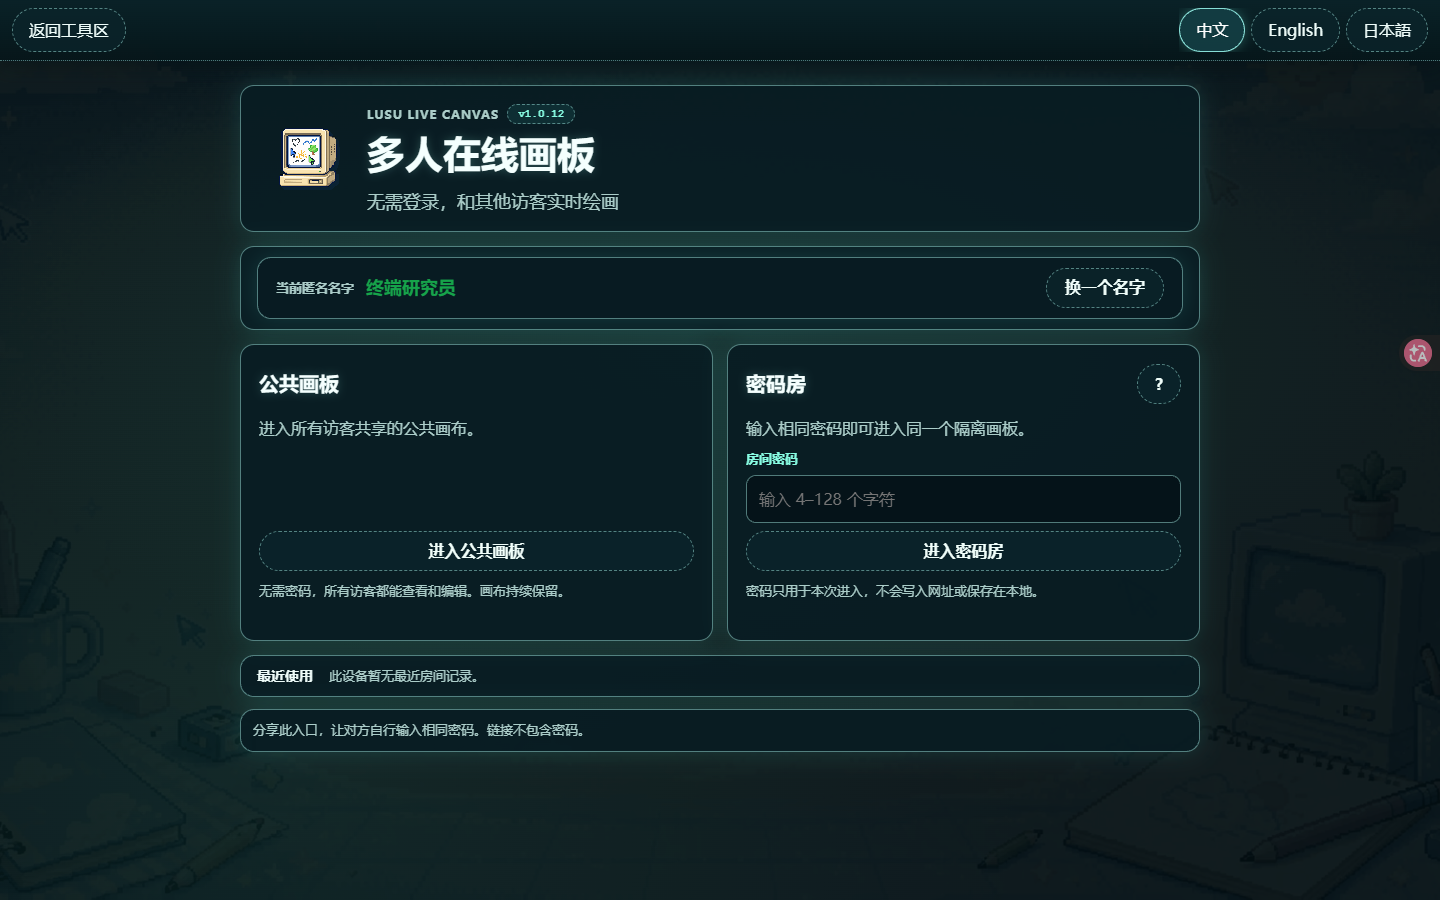 返回工具区
中文
English
日本語
LUSU LIVE CANVAS v1.0.12
多人在线画板
无需登录，和其他访客实时绘画
当前匿名名字 终端研究员
换一个名字
公共画板
进入所有访客共享的公共画布。
进入公共画板
无需密码，所有访客都能查看和编辑。画布持续保留。
密码房
?
输入相同密码即可进入同一个隔离画板。
房间密码
输入 4–128 个字符
进入密码房
密码只用于本次进入，不会写入网址或保存在本地。
最近使用 此设备暂无最近房间记录。
分享此入口，让对方自行输入相同密码。链接不包含密码。